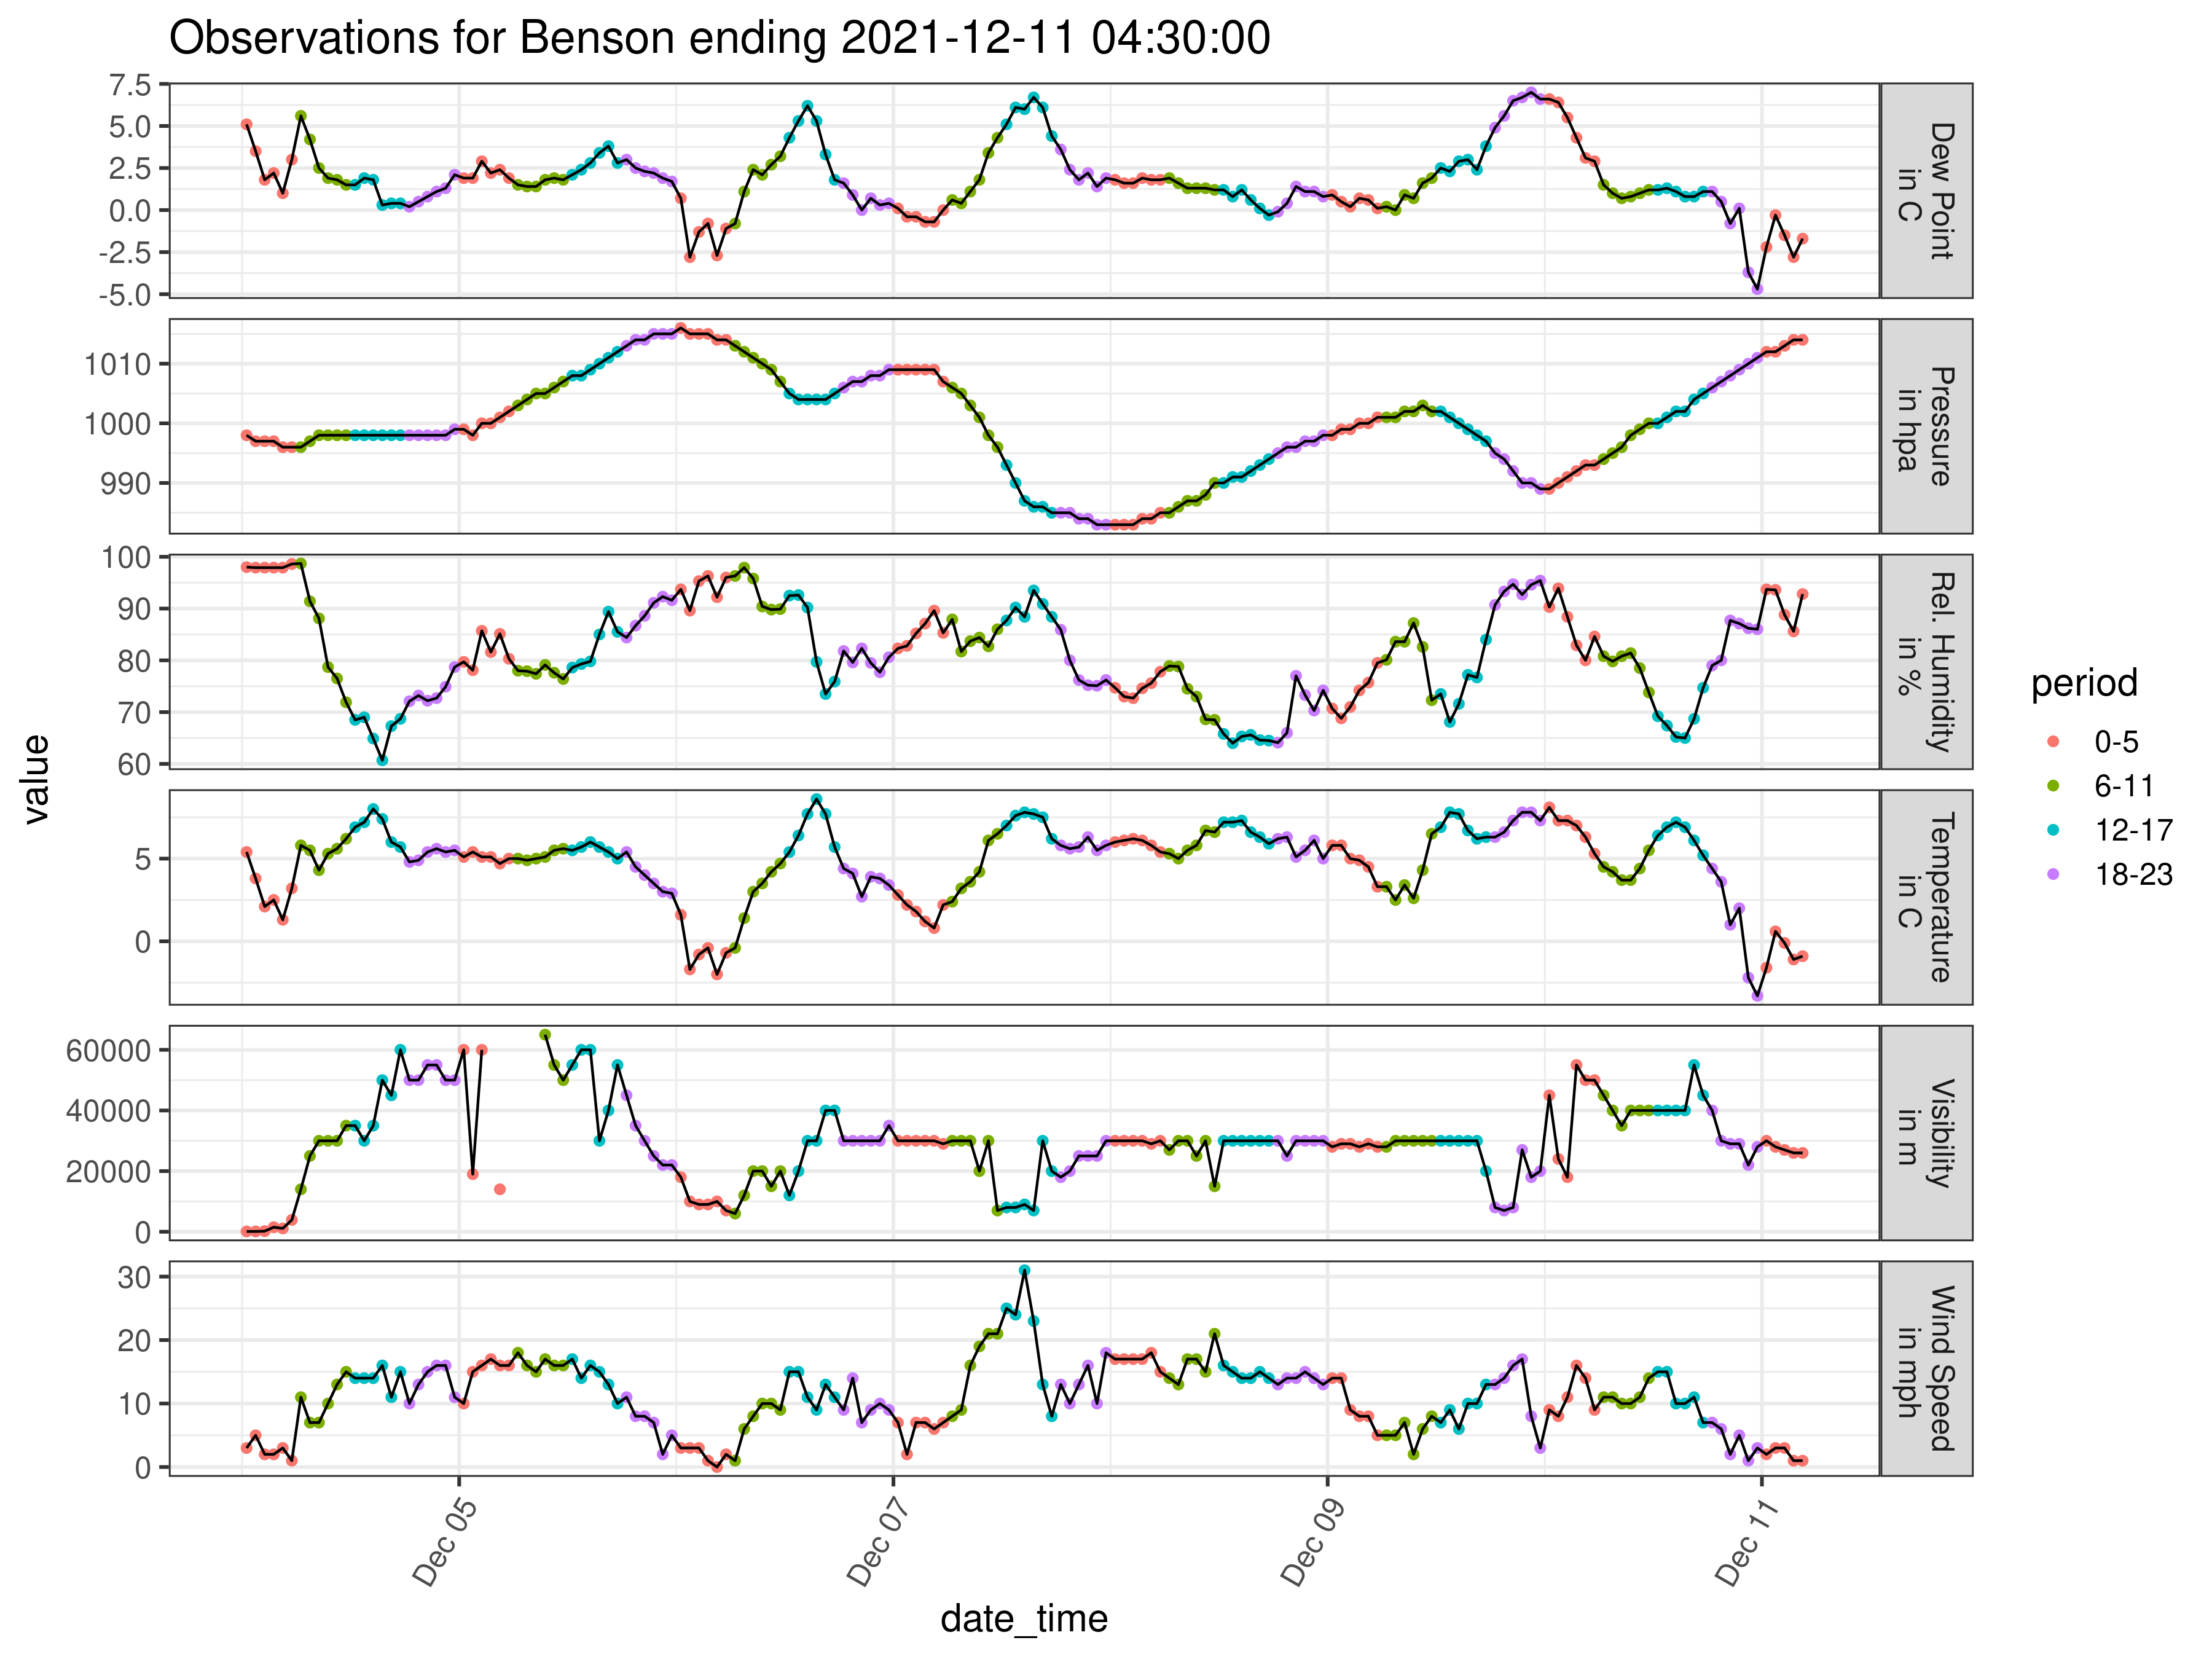 Observations for Benson ending 2021-12-11 04:30:00
7.5
5.0
2.5
0.0
-2.5
-5.0
Dew Point
in C
1010
1000
990
Pressure
in hpa
100
90
80
70
60
Rel. Humidity
in %
5
0
Temperature
in C
60000
40000
20000
0
Visibility
in m
30
20
10
0
Wind Speed
in mph
value
Dec 05
Dec 07
Dec 09
Dec 11
date_time
period
0-5
6-11
12-17
18-23